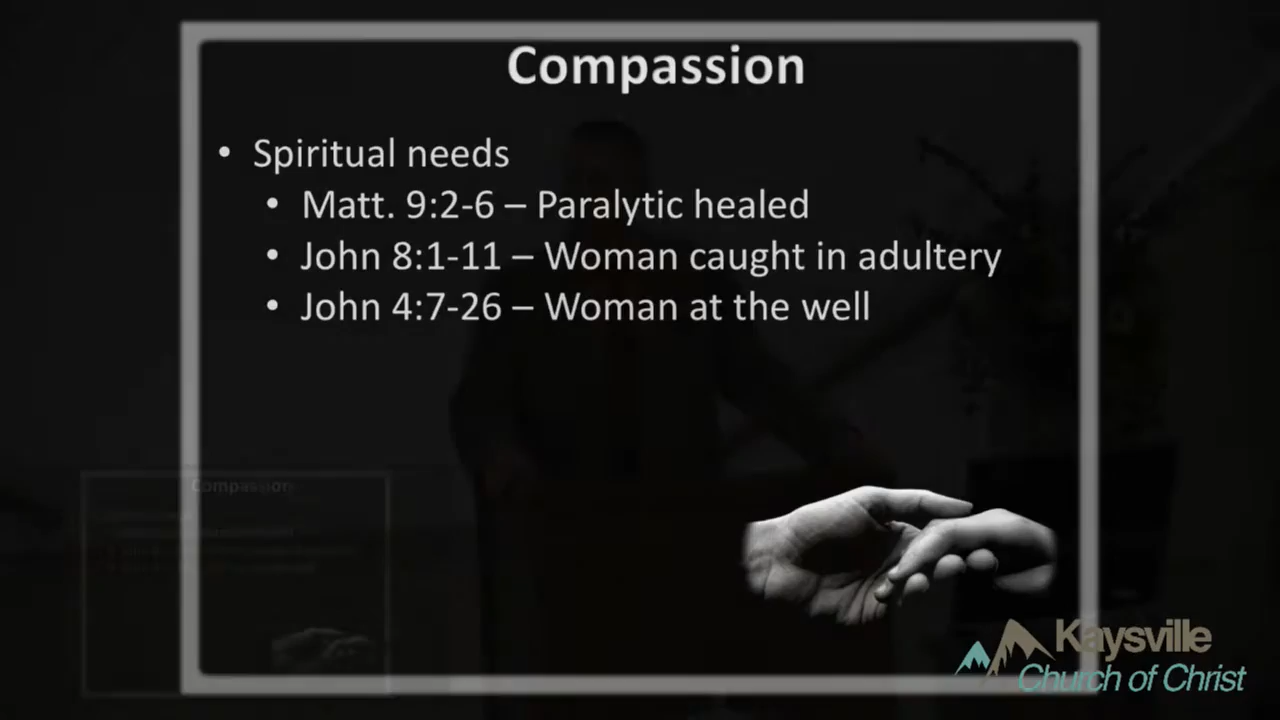 Compassion
• Spiritual needs
• Matt. 9:2-6 – Paralytic healed
• John 8:1-11 – Woman caught in adultery
• John 4:7-26 – Woman at the well
Compassion
Kaysville
Church of Christ